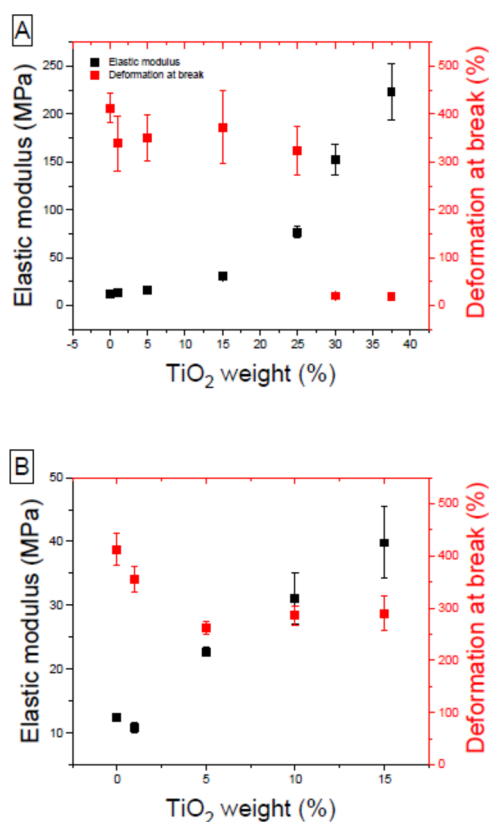 A
Elastic modulus
Deformation at break
250
200
150
100
50
0
500
400
300
200
100
0
-5 0 5 10 15 20 25 30 35 40
Elastic modulus (MPa)
Deformation at break (%)
TiO₂ weight (%)
B
50
40
30
20
10
500
400
300
200
100
0
0 5 10 15
Elastic modulus (MPa)
Deformation at break (%)
TiO₂ weight (%)